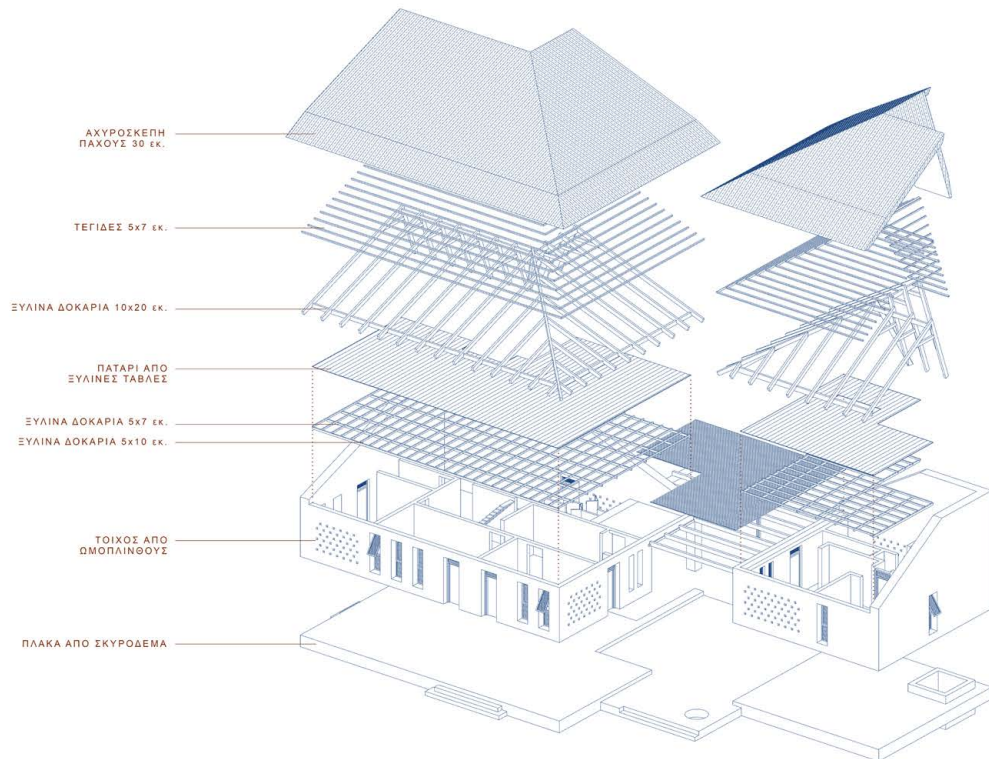 ΑΧΥΡΟΣΚΕΠΗ
ΠΑΧΟΥΣ 30 εκ.
ΤΕΓΙΔΕΣ 5x7 εκ.
ΞΥΛΙΝΑ ΔΟΚΑΡΙΑ 10x20 εκ.
ΠΑΤΑΡΙ ΑΠΟ
ΞΥΛΙΝΕΣ ΤΑΒΛΕΣ
ΞΥΛΙΝΑ ΔΟΚΑΡΙΑ 5x7 εκ.
ΞΥΛΙΝΑ ΔΟΚΑΡΙΑ 5x10 εκ.
ΤΟΙΧΟΣ ΑΠΟ
ΩΜΟΠΛΙΝΘΟΥΣ
ΠΛΑΚΑ ΑΠΟ ΣΚΥΡΟΔΕΜΑ